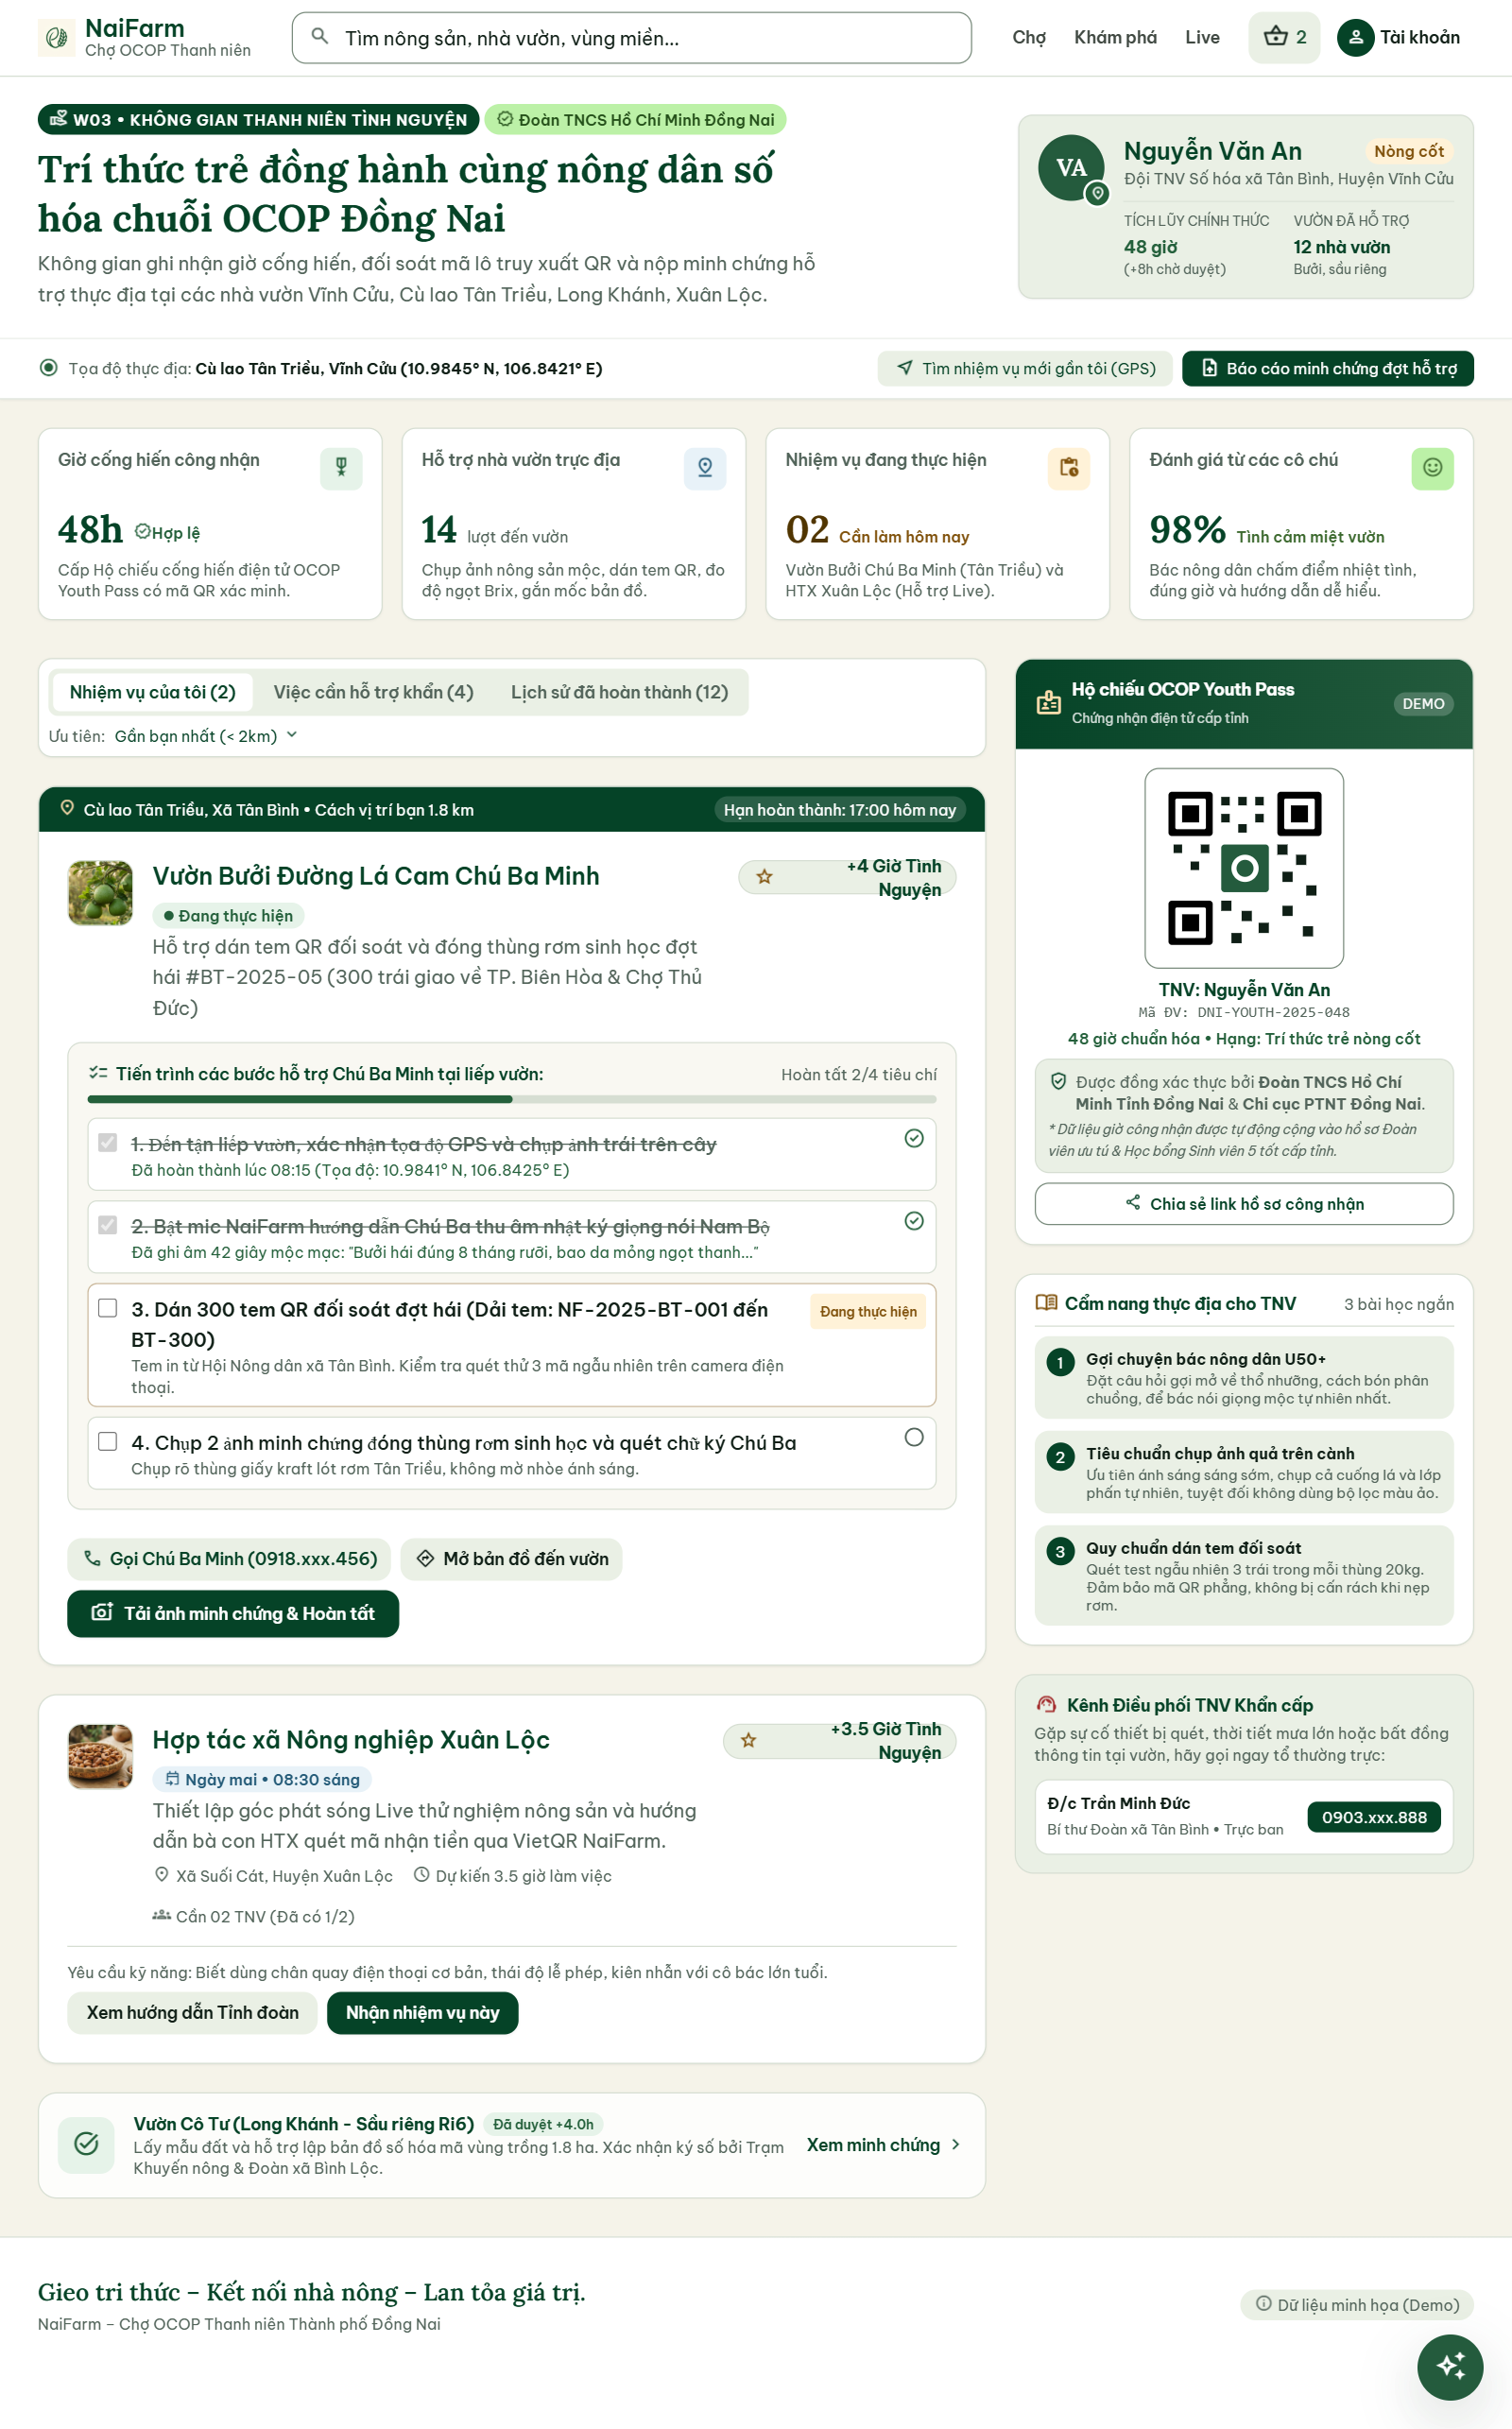 NaiFarm
Chợ OCOP Thanh niên
Tìm nông sản, nhà vườn, vùng miền...
Chợ
Khám phá
Live
2
Tài khoản
W03 • KHÔNG GIAN THANH NIÊN TÌNH NGUYỆN
Đoàn TNCS Hồ Chí Minh Đồng Nai
Trí thức trẻ đồng hành cùng nông dân số
hóa chuỗi OCOP Đồng Nai
Không gian ghi nhận giờ cống hiến, đối soát mã lô truy xuất QR và nộp minh chứng hỗ
trợ thực địa tại các nhà vườn Vĩnh Cửu, Cù lao Tân Triều, Long Khánh, Xuân Lộc.
VA
Nguyễn Văn An
Nòng cốt
Đội TNV Số hóa xã Tân Bình, Huyện Vĩnh Cửu
TÍCH LŨY CHÍNH THỨC
VƯỜN ĐÃ HỖ TRỢ
48 giờ
12 nhà vườn
(+8h chờ duyệt)
Bưởi, sầu riêng
Tọa độ thực địa: Cù lao Tân Triều, Vĩnh Cửu (10.9845° N, 106.8421° E)
Tìm nhiệm vụ mới gần tôi (GPS)
Báo cáo minh chứng đợt hỗ trợ
Giờ cống hiến công nhận
48h
Hợp lệ
Cấp Hộ chiếu cống hiến điện tử OCOP
Youth Pass có mã QR xác minh.
Hỗ trợ nhà vườn trực địa
14 lượt đến vườn
Chụp ảnh nông sản mộc, dán tem QR, đo
độ ngọt Brix, gắn mốc bản đồ.
Nhiệm vụ đang thực hiện
02 Cần làm hôm nay
Vườn Bưởi Chú Ba Minh (Tân Triều) và
HTX Xuân Lộc (Hỗ trợ Live).
Đánh giá từ các cô chú
98% Tình cảm miệt vườn
Bác nông dân chấm điểm nhiệt tình,
đúng giờ và hướng dẫn dễ hiểu.
Nhiệm vụ của tôi (2)
Việc cần hỗ trợ khẩn (4)
Lịch sử đã hoàn thành (12)
Ưu tiên: Gần bạn nhất (< 2km)
Cù lao Tân Triều, Xã Tân Bình • Cách vị trí bạn 1.8 km
Hạn hoàn thành: 17:00 hôm nay
Vườn Bưởi Đường Lá Cam Chú Ba Minh
+4 Giờ Tình
Nguyện
Đang thực hiện
Hỗ trợ dán tem QR đối soát và đóng thùng rơm sinh học đợt
hái #BT-2025-05 (300 trái giao về TP. Biên Hòa & Chợ Thủ
Đức)
Tiến trình các bước hỗ trợ Chú Ba Minh tại liếp vườn:
Hoàn tất 2/4 tiêu chí
1. Đến tận liếp vườn, xác nhận tọa độ GPS và chụp ảnh trái trên cây
Đã hoàn thành lúc 08:15 (Tọa độ: 10.9841° N, 106.8425° E)
2. Bật mic NaiFarm hướng dẫn Chú Ba thu âm nhật ký giọng nói Nam Bộ
Đã ghi âm 42 giây mộc mạc: "Bưởi hái đúng 8 tháng rưỡi, bao da mỏng ngọt thanh..."
3. Dán 300 tem QR đối soát đợt hái (Dải tem: NF-2025-BT-001 đến
BT-300)
Đang thực hiện
Tem in từ Hội Nông dân xã Tân Bình. Kiểm tra quét thử 3 mã ngẫu nhiên trên camera điện
thoại.
4. Chụp 2 ảnh minh chứng đóng thùng rơm sinh học và quét chữ ký Chú Ba
Chụp rõ thùng giấy kraft lót rơm Tân Triều, không mờ nhòe ánh sáng.
Gọi Chú Ba Minh (0918.xxx.456)
Mở bản đồ đến vườn
Tải ảnh minh chứng & Hoàn tất
Hợp tác xã Nông nghiệp Xuân Lộc
+3.5 Giờ Tình
Nguyện
Ngày mai • 08:30 sáng
Thiết lập góc phát sóng Live thử nghiệm nông sản và hướng
dẫn bà con HTX quét mã nhận tiền qua VietQR NaiFarm.
Xã Suối Cát, Huyện Xuân Lộc
Dự kiến 3.5 giờ làm việc
Cần 02 TNV (Đã có 1/2)
Yêu cầu kỹ năng: Biết dùng chân quay điện thoại cơ bản, thái độ lễ phép, kiên nhẫn với cô bác lớn tuổi.
Xem hướng dẫn Tỉnh đoàn
Nhận nhiệm vụ này
Vườn Cô Tư (Long Khánh - Sầu riêng Ri6)
Đã duyệt +4.0h
Lấy mẫu đất và hỗ trợ lập bản đồ số hóa mã vùng trồng 1.8 ha. Xác nhận ký số bởi Trạm
Khuyến nông & Đoàn xã Bình Lộc.
Xem minh chứng
Hộ chiếu OCOP Youth Pass
Chứng nhận điện tử cấp tỉnh
DEMO
TNV: Nguyễn Văn An
Mã ĐV: DNI-YOUTH-2025-048
48 giờ chuẩn hóa • Hạng: Trí thức trẻ nòng cốt
Được đồng xác thực bởi Đoàn TNCS Hồ Chí
Minh Tỉnh Đồng Nai & Chi cục PTNT Đồng Nai.
* Dữ liệu giờ công nhận được tự động cộng vào hồ sơ Đoàn
viên ưu tú & Học bổng Sinh viên 5 tốt cấp tỉnh.
Chia sẻ link hồ sơ công nhận
Cẩm nang thực địa cho TNV
3 bài học ngắn
1
Gợi chuyện bác nông dân U50+
Đặt câu hỏi gợi mở về thổ nhưỡng, cách bón phân
chuồng, để bác nói giọng mộc tự nhiên nhất.
2
Tiêu chuẩn chụp ảnh quả trên cành
Ưu tiên ánh sáng sáng sớm, chụp cả cuống lá và lớp
phấn tự nhiên, tuyệt đối không dùng bộ lọc màu ảo.
3
Quy chuẩn dán tem đối soát
Quét test ngẫu nhiên 3 trái trong mỗi thùng 20kg.
Đảm bảo mã QR phẳng, không bị cấn rách khi nẹp
rơm.
Kênh Điều phối TNV Khẩn cấp
Gặp sự cố thiết bị quét, thời tiết mưa lớn hoặc bất đồng
thông tin tại vườn, hãy gọi ngay tổ thường trực:
Đ/c Trần Minh Đức
Bí thư Đoàn xã Tân Bình • Trực ban
0903.xxx.888
Gieo tri thức – Kết nối nhà nông – Lan tỏa giá trị.
NaiFarm – Chợ OCOP Thanh niên Thành phố Đồng Nai
Dữ liệu minh họa (Demo)